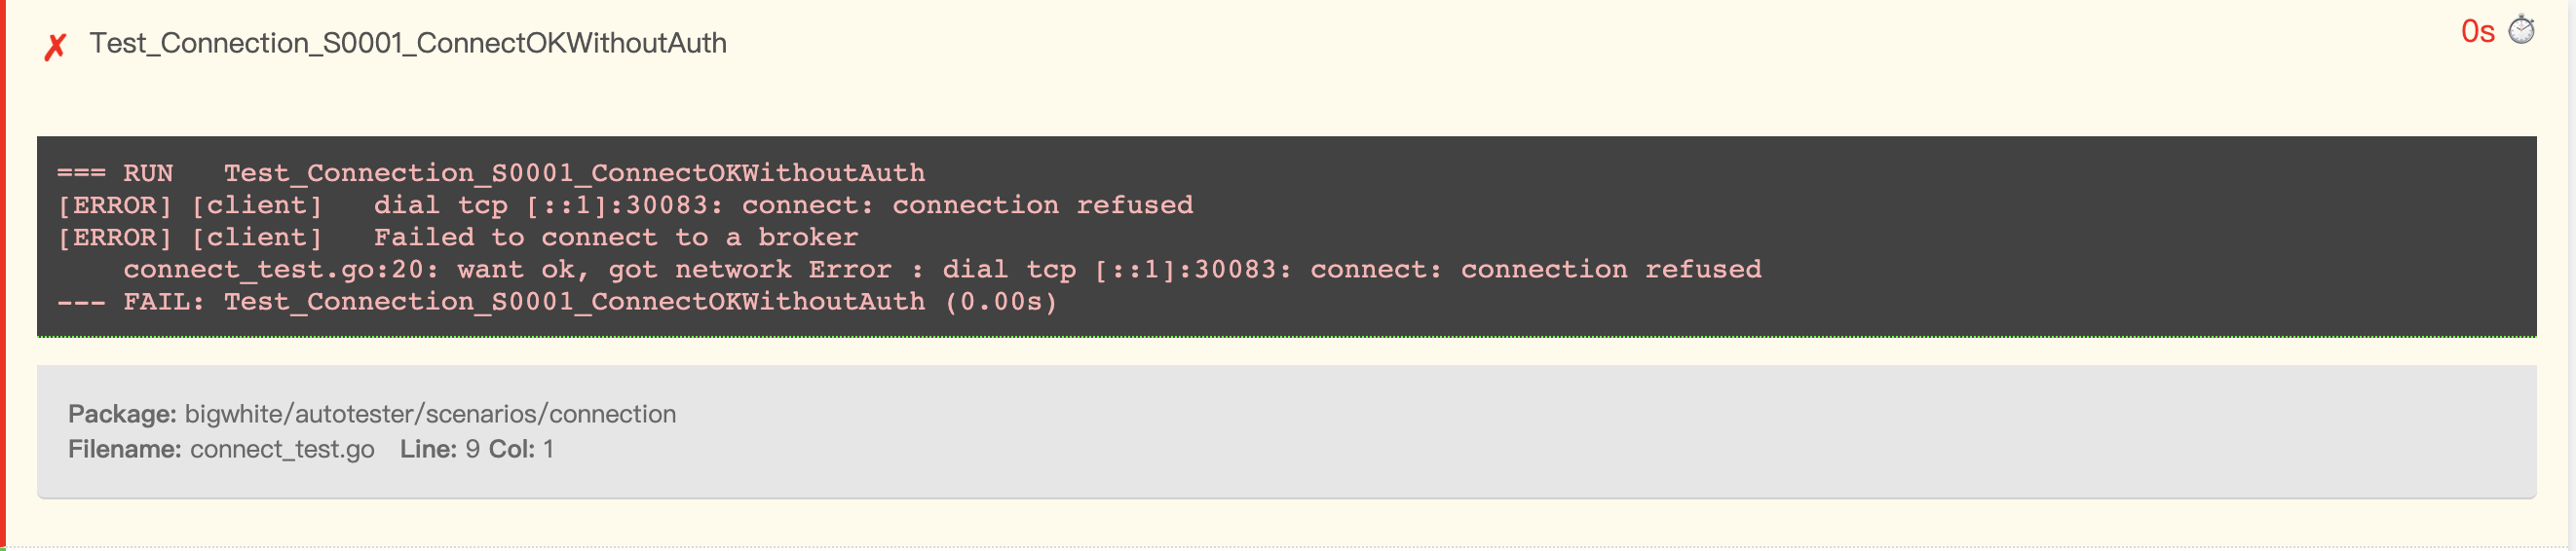 ✗ Test_Connection_S0001_ConnectOKWithoutAuth
0s
=== RUN   Test_Connection_S0001_ConnectOKWithoutAuth
[ERROR] [client]   dial tcp [::1]:30083: connect: connection refused
[ERROR] [client]   Failed to connect to a broker
    connect_test.go:20: want ok, got network Error : dial tcp [::1]:30083: connect: connection refused
--- FAIL: Test_Connection_S0001_ConnectOKWithoutAuth (0.00s)
Package: bigwhite/autotester/scenarios/connection
Filename: connect_test.go   Line: 9 Col: 1